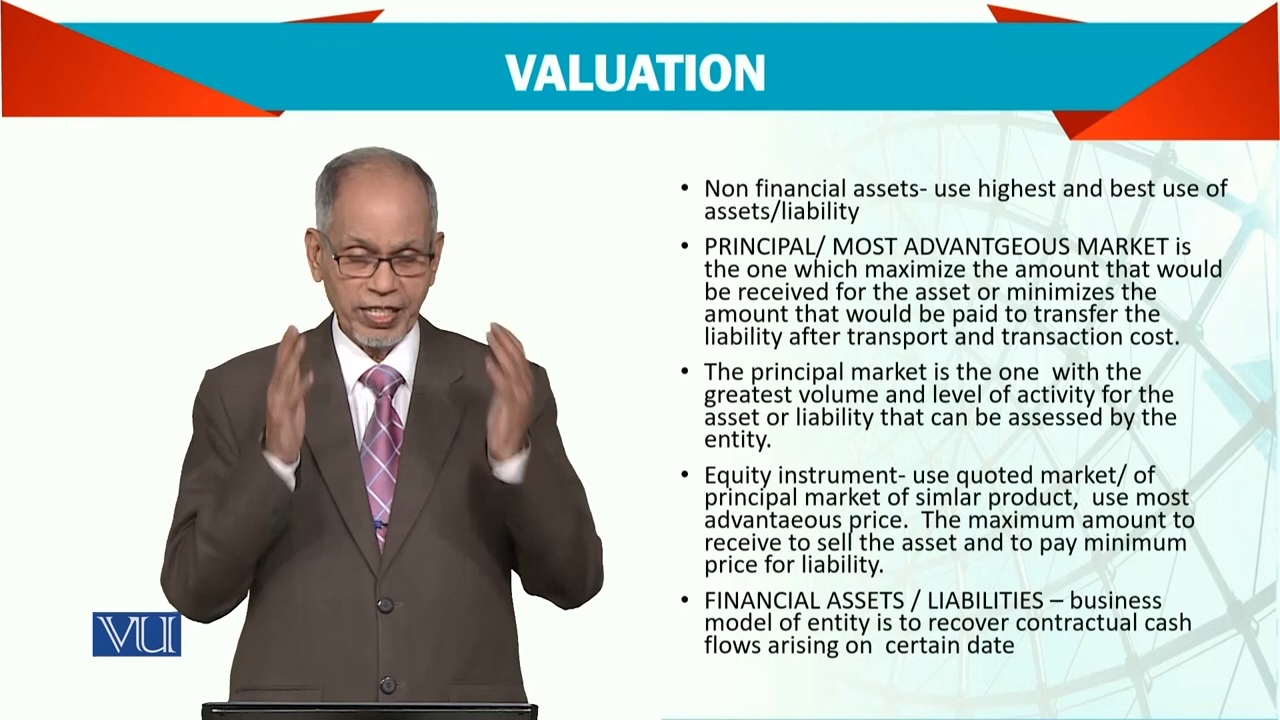 VALUATION
• Non financial assets- use highest and best use of
assets/liability
• PRINCIPAL/ MOST ADVANTGEOUS MARKET is
the one which maximize the amount that would
be received for the asset or minimizes the
amount that would be paid to transfer the
liability after transport and transaction cost.
• The principal market is the one  with the
greatest volume and level of activity for the
asset or liability that can be assessed by the
entity.
• Equity instrument- use quoted market/ of
principal market of simlar product,  use most
advantaeous price.  The maximum amount to
receive to sell the asset and to pay minimum
price for liability.
• FINANCIAL ASSETS / LIABILITIES – business
model of entity is to recover contractual cash
flows arising on  certain date
VU